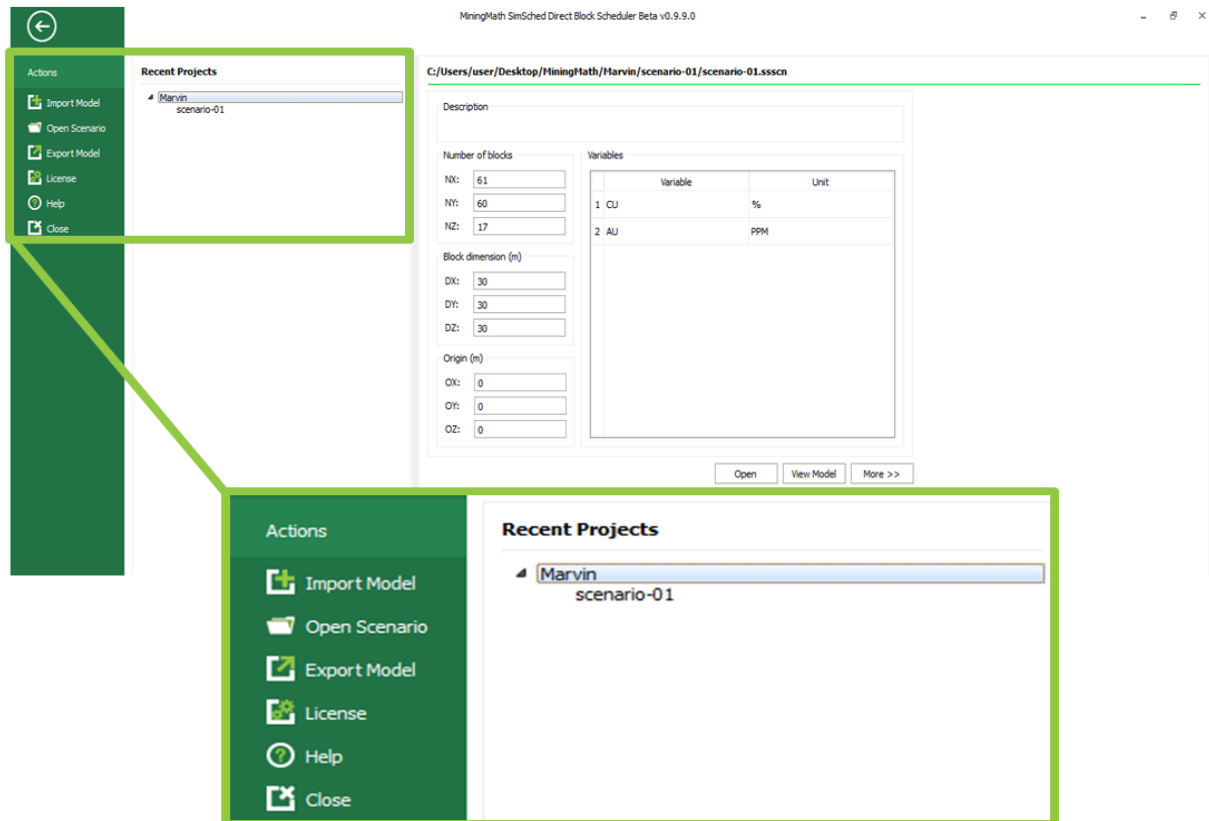 MiningMath SimSched Direct Block Scheduler Beta v0.9.9.0
Actions
Import Model
Open Scenario
Export Model
License
Help
Close
Recent Projects
Marvin
scenario-01
C:/Users/user/Desktop/MiningMath/Marvin/scenario-01/scenario-01.ssscn
Description
Number of blocks
NX: 61
NY: 60
NZ: 17
Block dimension (m)
DX: 30
DY: 30
DZ: 30
Origin (m)
OX: 0
OY: 0
OZ: 0
Variables
Variable Unit
1 CU %
2 AU PPM
Open View Model More >>
Actions
Import Model
Open Scenario
Export Model
License
Help
Close
Recent Projects
Marvin
scenario-01